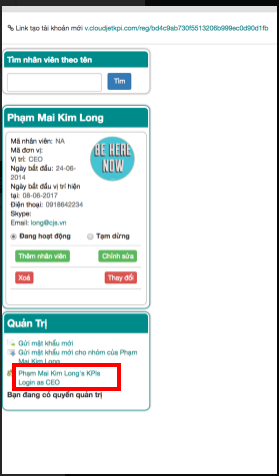 Link tạo tài khoản mới v.cloudjetkpi.com/reg/bd4c9ab730f5513206b999ec0d90d1fb
Tìm nhân viên theo tên
Tìm
Phạm Mai Kim Long
Mã nhân viên: NA
Mã đơn vị:
Vị trí: CEO
Ngày bắt đầu: 24-06-
2014
Ngày bắt đầu vị trí hiện
tại: 08-06-2017
Điện thoại: 0918642234
Skype:
Email: long@cjs.vn
BE HERE
NOW
Đang hoạt động
Tạm dừng
Thêm nhân viên
Chỉnh sửa
Xoá
Thay đổi
Quản Trị
Gửi mật khẩu mới
Gửi mật khẩu mới cho nhóm của Phạm
Mai Kim Long
Phạm Mai Kim Long's KPIs
Login as CEO
Bạn đang có quyền quản trị